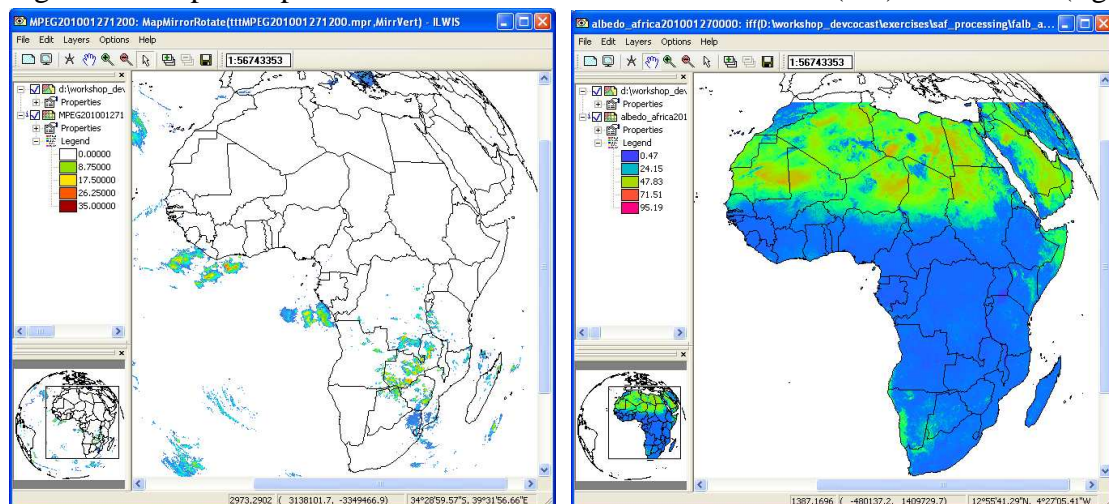 MPEG201001271200: MapMirrorRotate(tttMPEG201001271200.mpr,MirrVert) - ILWIS
File Edit Layers Options Help
1:56743353
d:\workshop_dev
Properties
MPEG201001271
Properties
Legend
0.00000
8.75000
17.50000
26.25000
35.00000
2973.2902 ( 3138101.7, -3349466.9) 34°28'59.57"S, 39°31'56.66"E
albedo_africa201001270000: iff(D:\workshop_devcocast\exercises\saf_processing\falb_a...
File Edit Layers Options Help
1:56743353
d:\workshop_dev
Properties
albedo_africa201
Properties
Legend
0.47
24.15
47.83
71.51
95.19
1387.1696 ( -480137.2, 1409729.7) 12°55'41.29"N, 4°27'05.41"W